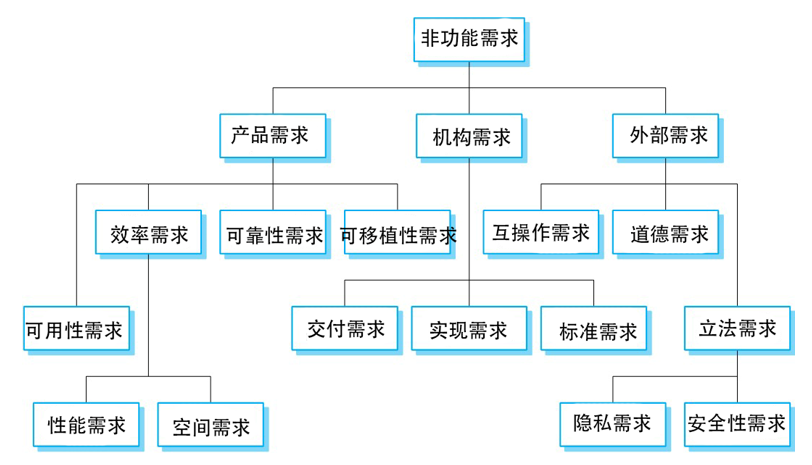 非功能需求
产品需求
机构需求
外部需求
效率需求
可靠性需求
可移植性需求
互操作需求
道德需求
可用性需求
交付需求
实现需求
标准需求
立法需求
性能需求
空间需求
隐私需求
安全性需求